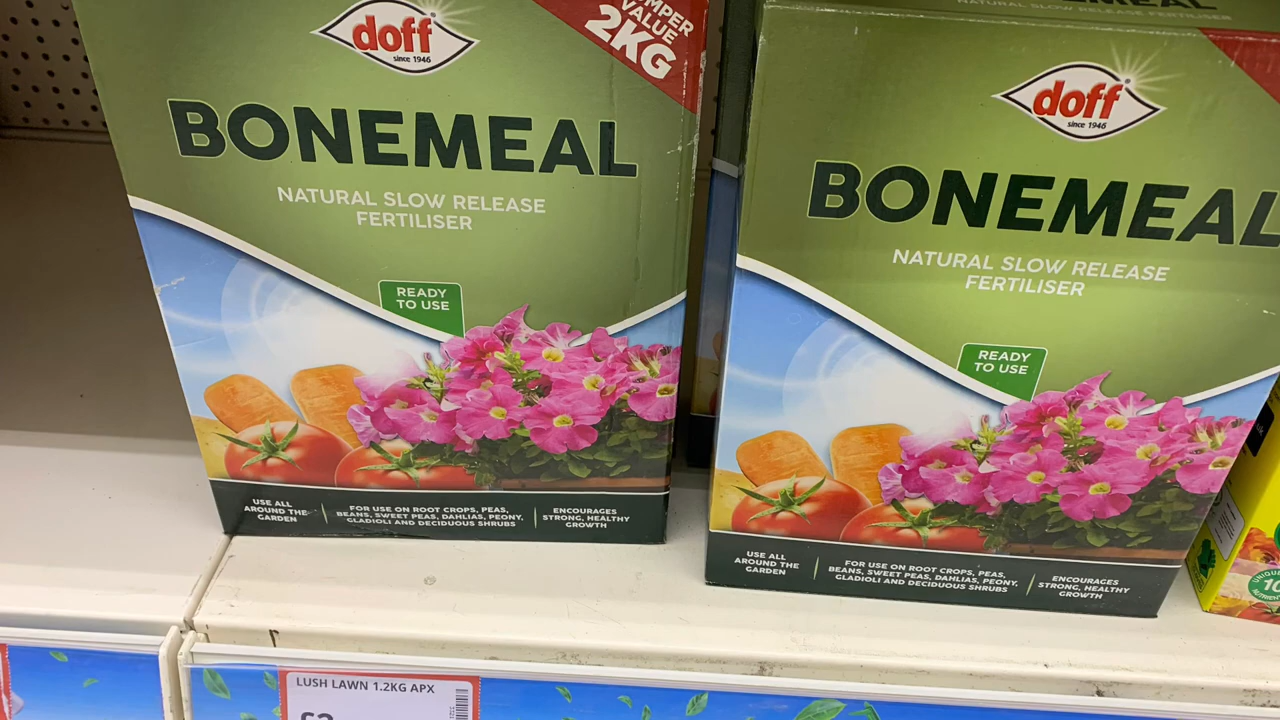 doff
since 1946
VALUE
2KG
BONEMEAL
NATURAL SLOW RELEASE
FERTILISER
READY
TO USE
USE ALL
AROUND THE
GARDEN
FOR USE ON ROOT CROPS, PEAS,
BEANS, SWEET PEAS, DAHLIAS, PEONY,
GLADIOLI AND DECIDUOUS SHRUBS
ENCOURAGES
STRONG, HEALTHY
GROWTH
NATURAL SLOW RELEASE FERTILISER
doff
since 1946
BONEMEAL
NATURAL SLOW RELEASE
FERTILISER
READY
TO USE
USE ALL
AROUND THE
GARDEN
FOR USE ON ROOT CROPS, PEAS,
BEANS, SWEET PEAS, DAHLIAS, PEONY,
GLADIOLI AND DECIDUOUS SHRUBS
ENCOURAGES
STRONG, HEALTHY
GROWTH
LUSH LAWN 1.2KG APX